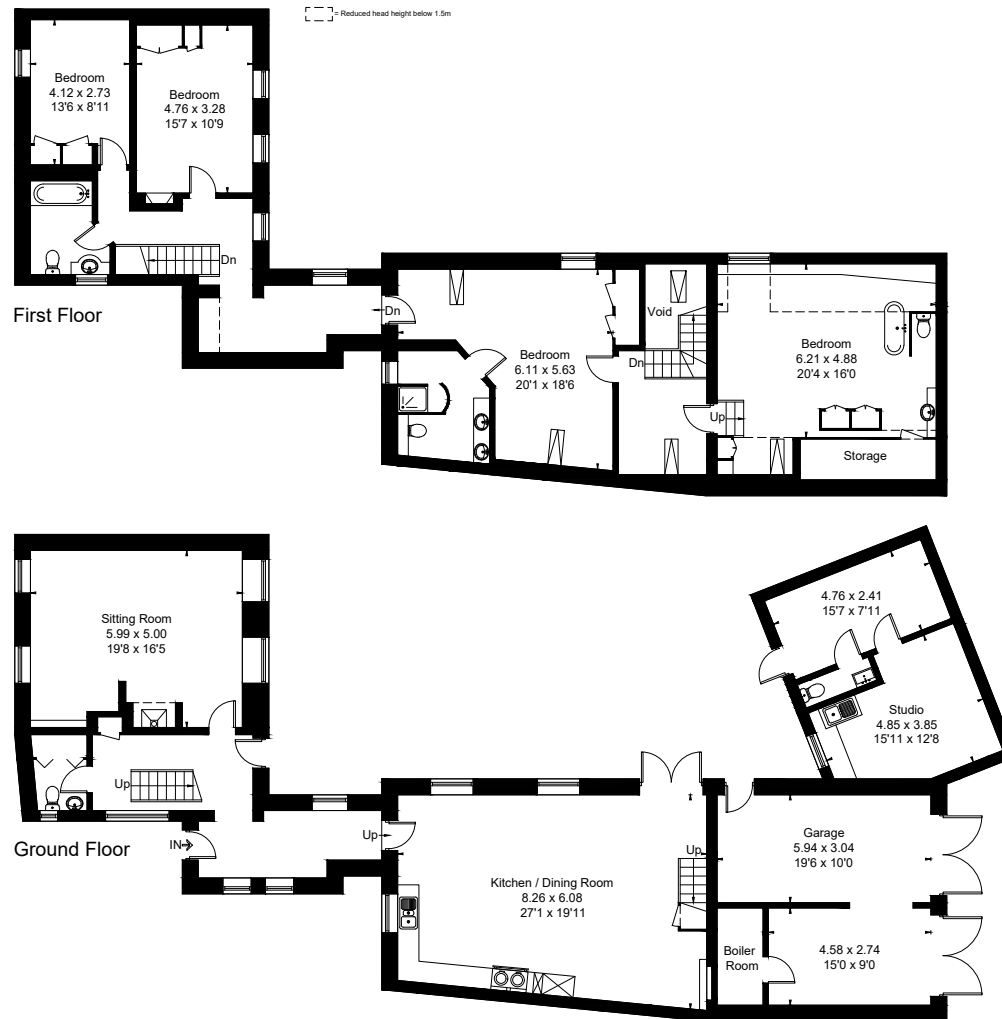 = Reduced head height below 1.5m
Bedroom
4.12 x 2.73
13'6 x 8'11
Bedroom
4.76 x 3.28
15'7 x 10'9
Dn
First Floor
Dn
Bedroom
6.11 x 5.63
20'1 x 18'6
Void
Dn
Bedroom
6.21 x 4.88
20'4 x 16'0
Up
Storage
Sitting Room
5.99 x 5.00
19'8 x 16'5
4.76 x 2.41
15'7 x 7'11
Studio
4.85 x 3.85
15'11 x 12'8
Up
Ground Floor
IN
Up
Kitchen / Dining Room
8.26 x 6.08
27'1 x 19'11
Up
Garage
5.94 x 3.04
19'6 x 10'0
Boiler
Room
4.58 x 2.74
15'0 x 9'0